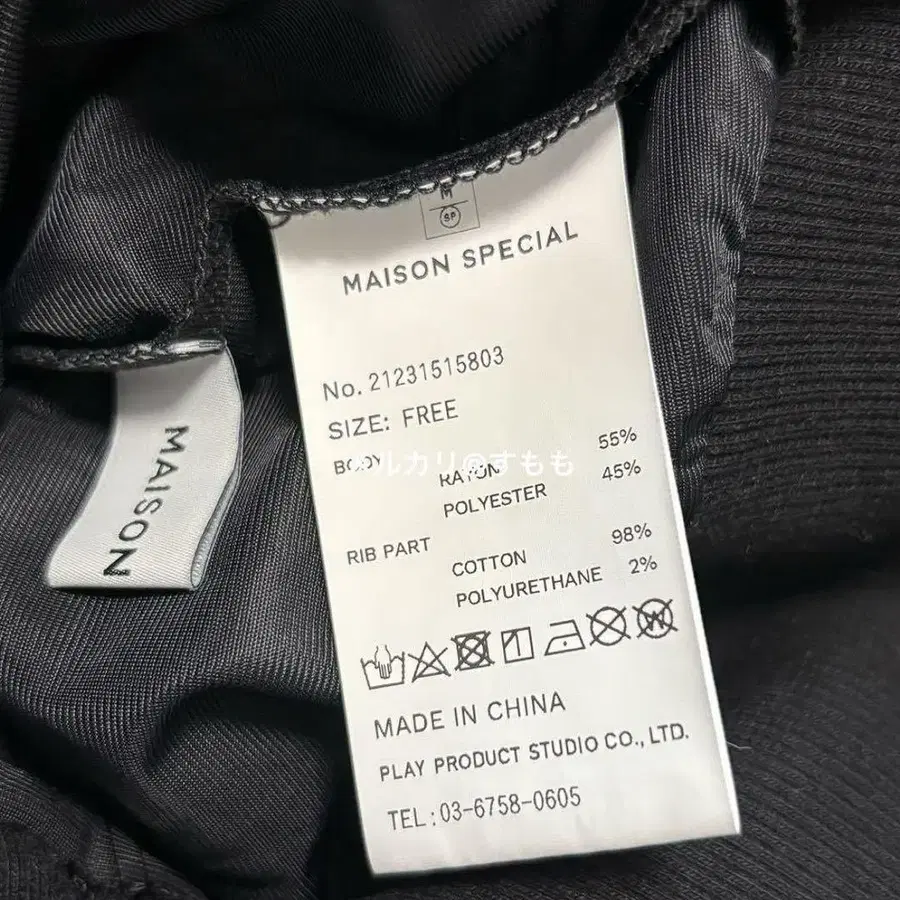 MAISON
SP
MAISON SPECIAL
No. 21231515803
SIZE: FREE
BODY
メルカリ@すもも
RAYON 55%
POLYESTER 45%
RIB PART
COTTON 98%
POLYURETHANE 2%
W
MADE IN CHINA
PLAY PRODUCT STUDIO CO., LTD.
TEL : 03-6758-0605